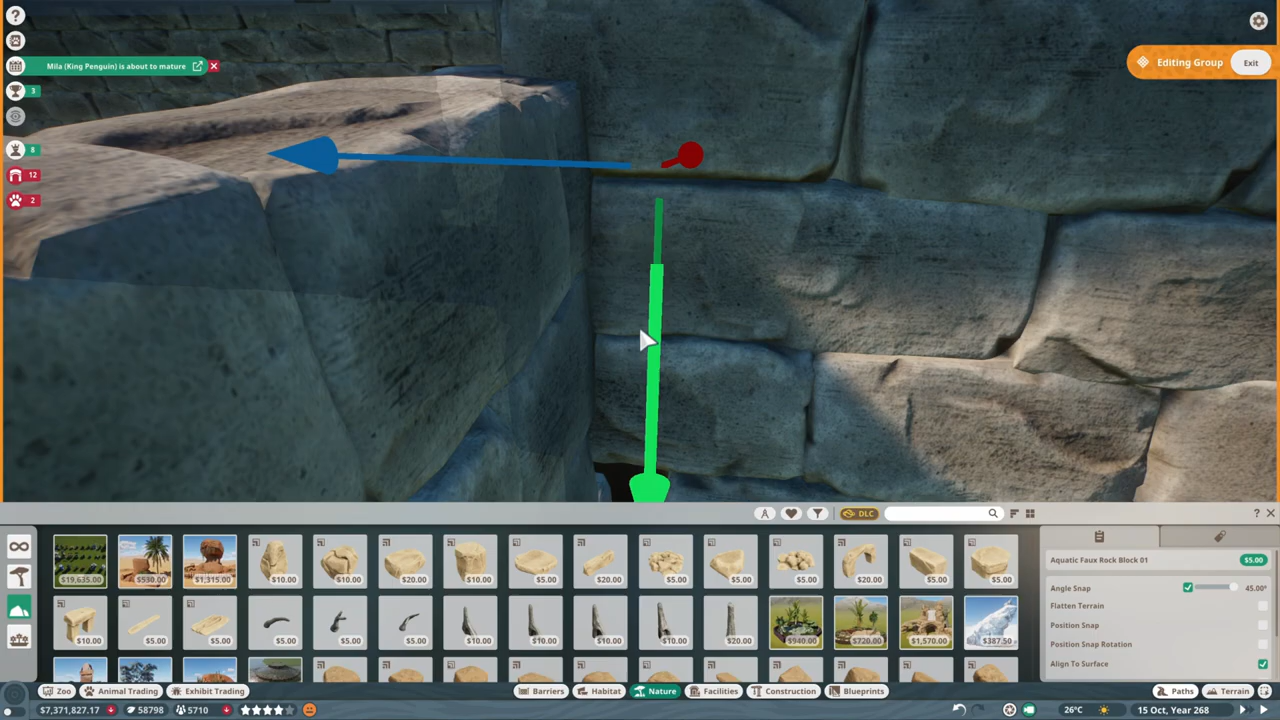 ?
Mila (King Penguin) is about to mature
Editing Group
Exit
3
8
12
2
DLC
?
$19,635.00
$530.00
$1,315.00
$10.00
$10.00
$20.00
$10.00
$5.00
$20.00
$5.00
$5.00
$5.00
$20.00
$5.00
$5.00
$10.00
$5.00
$5.00
$5.00
$5.00
$5.00
$10.00
$10.00
$10.00
$10.00
$20.00
$940.00
$720.00
$1,570.00
$387.50
Aquatic Faux Rock Block 01
$5.00
Angle Snap
45.00°
Flatten Terrain
Position Snap
Position Snap Rotation
Align To Surface
Zoo
Animal Trading
Exhibit Trading
Barriers
Habitat
Nature
Facilities
Construction
Blueprints
Paths
Terrain
$7,371,827.17
58798
5710
26°C
15 Oct, Year 268